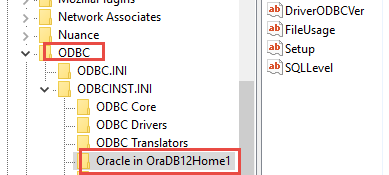 Mozilla Plugins
Network Associates
Nuance
ODBC
ODBC.INI
ODBCINST.INI
ODBC Core
ODBC Drivers
ODBC Translators
Oracle in OraDB12Home1
DriverODBCVer
FileUsage
Setup
SQLLevel